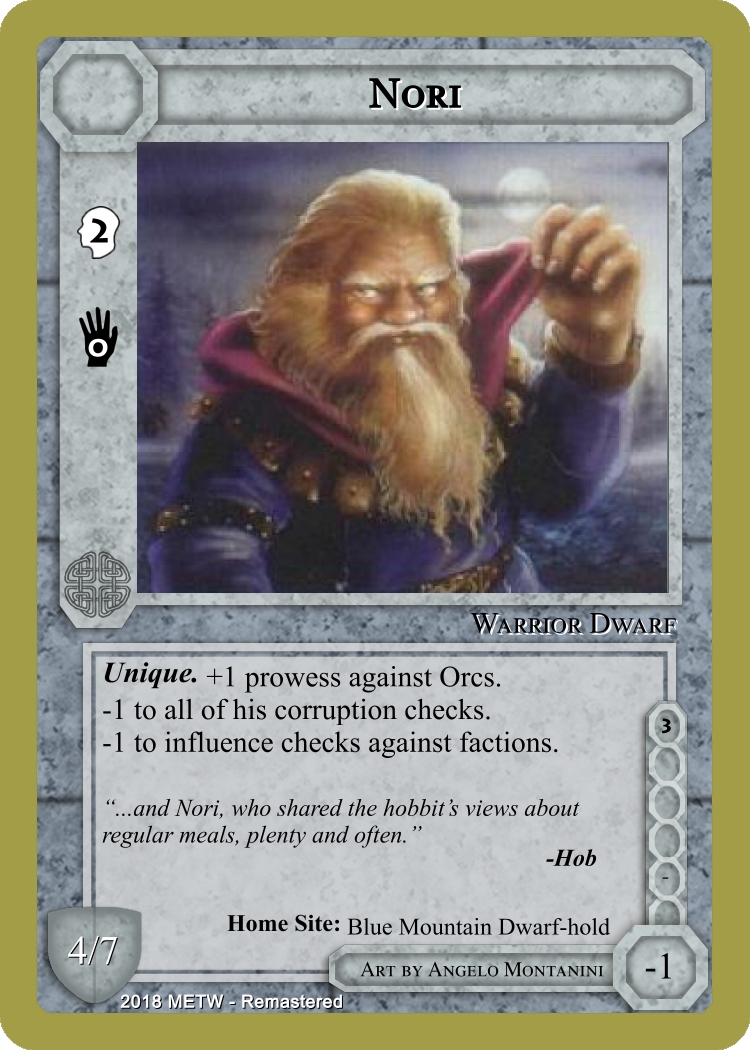 Nori
2
0
Warrior Dwarf
Unique. +1 prowess against Orcs.
-1 to all of his corruption checks.
-1 to influence checks against factions.
3
“...and Nori, who shared the hobbit’s views about
regular meals, plenty and often.”
-Hob
-
Home Site: Blue Mountain Dwarf-hold
4/7
Art by Angelo Montanini
-1
2018 METW - Remastered